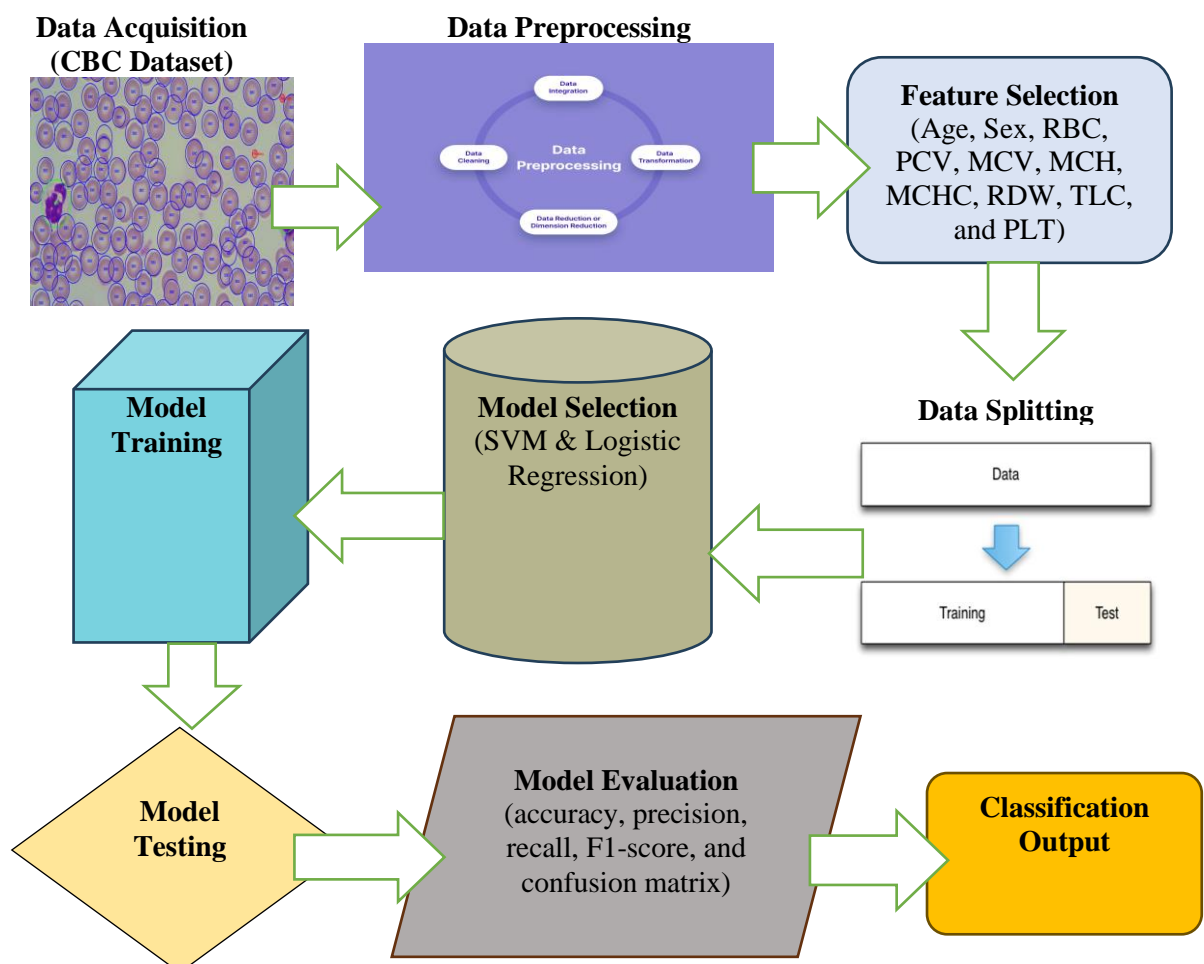 Data Acquisition
(CBC Dataset)
Data Preprocessing
Data
Integration
Data
Cleaning
Data
Preprocessing
Data
Transformation
Data Reduction or
Dimension Reduction
Feature Selection
(Age, Sex, RBC,
PCV, MCV, MCH,
MCHC, RDW, TLC,
and PLT)
Data Splitting
Data
Training
Test
Model Selection
(SVM & Logistic
Regression)
Model
Training
Model
Testing
Model Evaluation
(accuracy, precision,
recall, F1-score, and
confusion matrix)
Classification
Output